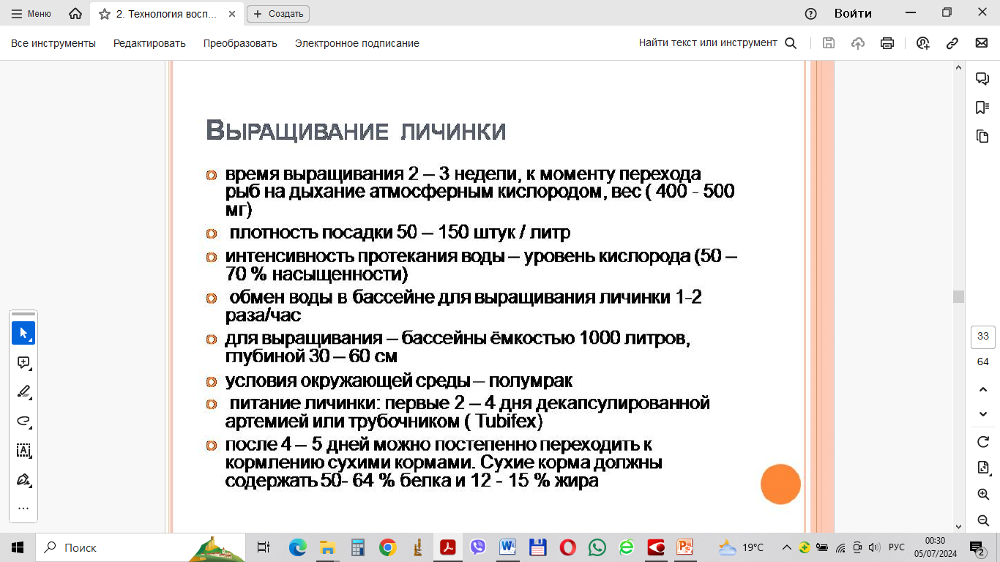 Меню
2. Технология восп...
Создать
Войти
Все инструменты
Редактировать
Преобразовать
Электронное подписание
Найти текст или инструмент
ВЫРАЩИВАНИЕ ЛИЧИНКИ
время выращивания 2 – 3 недели, к моменту перехода
рыб на дыхание атмосферным кислородом, вес ( 400 - 500
мг)
плотность посадки 50 – 150 штук / литр
интенсивность протекания воды – уровень кислорода (50 –
70 % насыщенности)
обмен воды в бассейне для выращивания личинки 1-2
раза/час
для выращивания – бассейны ёмкостью 1000 литров,
глубиной 30 – 60 см
условия окружающей среды – полумрак
питание личинки: первые 2 – 4 дня декапсулированной
артемией или трубочником ( Tubifex)
после 4 – 5 дней можно постепенно переходить к
кормлению сухими кормами. Сухие корма должны
содержать 50- 64 % белка и 12 - 15 % жира
33
64
Поиск
19°C
РУС
00:30
05/07/2024
2